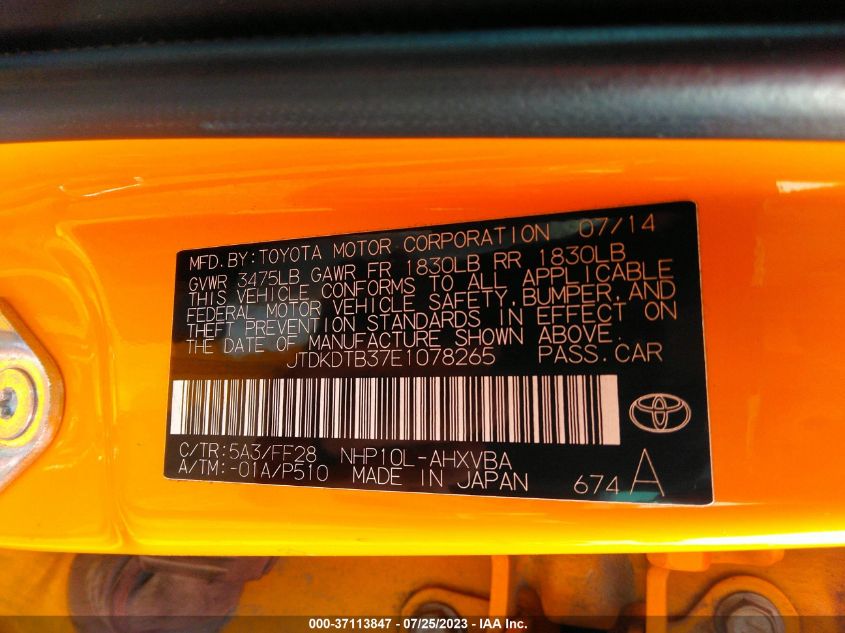 MFD.BY:TOYOTA MOTOR CORPORATION 07/14
GVWR 3475LB GAWR FR 1830LB RR 1830LB
THIS VEHICLE CONFORMS TO ALL APPLICABLE
FEDERAL MOTOR VEHICLE SAFETY,BUMPER,AND
THEFT PREVENTION STANDARDS IN EFFECT ON
THE DATE OF MANUFACTURE SHOWN ABOVE.
JTDKDTB37E1078265 PASS.CAR
C/TR:5A3/FF28 NHP10L-AHXVBA
A/TM:-01A/P510 MADE IN JAPAN 674 A
000-37113847 - 07/25/2023 - IAA Inc.